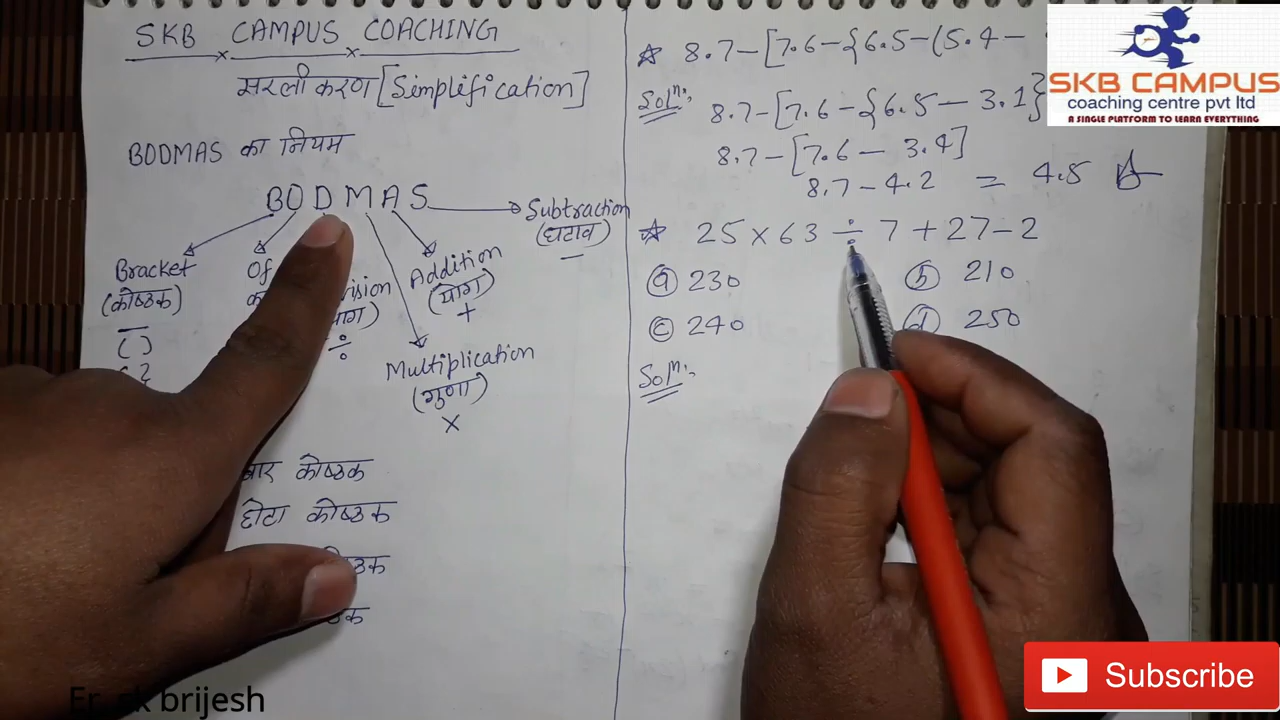 SKB CAMPUS COACHING
सरलीकरण [Simplification]
BODMAS का नियम
BODMAS
Subtraction
(घटाव)
Bracket
(कोष्ठक)
( )
Of
Addition
(योग)
+
÷
Multiplication
(गुणा)
×
बार कोष्ठक
छोटा कोष्ठक
8.7-[7.6-{6.5-(5.4-
Solⁿ:
8.7-[7.6-{6.5-3.1}
8.7-[7.6-3.4]
8.7-4.2 = 4.5
25×63÷7+27-2
(a) 230
(b) 210
(c) 240
(d) 250
Solⁿ:
SKB CAMPUS
coaching centre pvt ltd
A SINGLE PLATFORM TO LEARN EVERYTHING
brijesh
Subscribe